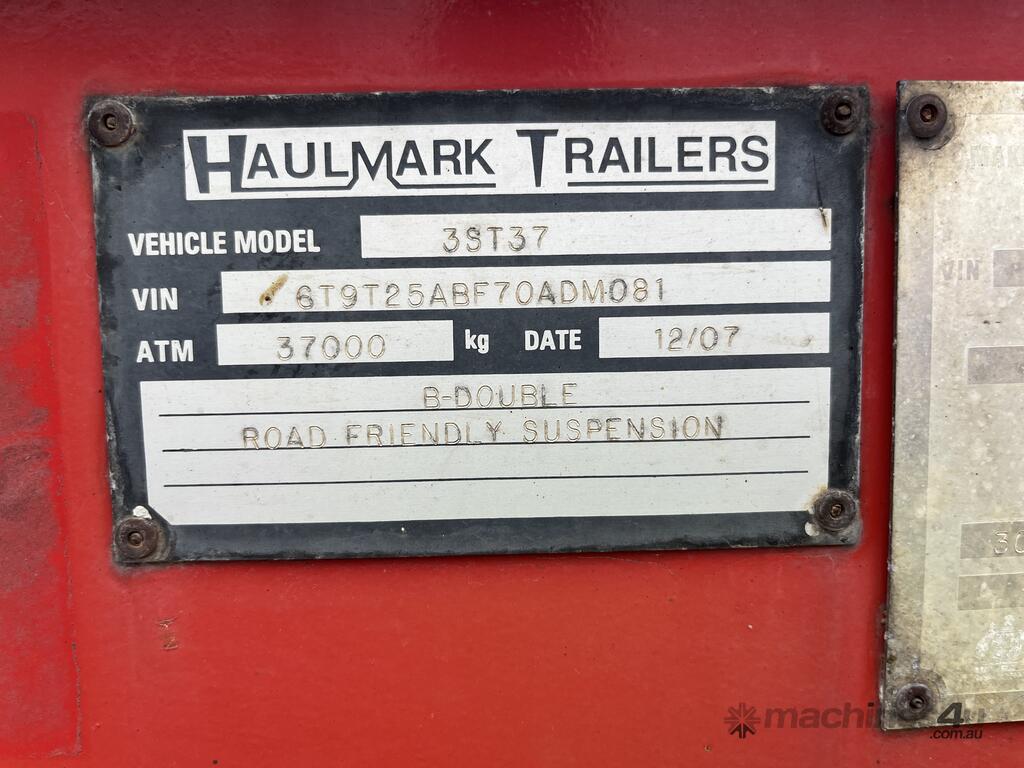 HAULMARK TRAILERS
VEHICLE MODEL 3ST37
VIN 6T9T25ABF70ADM081
ATM 37000 kg DATE 12/07
B-DOUBLE
ROAD FRIENDLY SUSPENSION
VIN
30
machines4u
.com.au